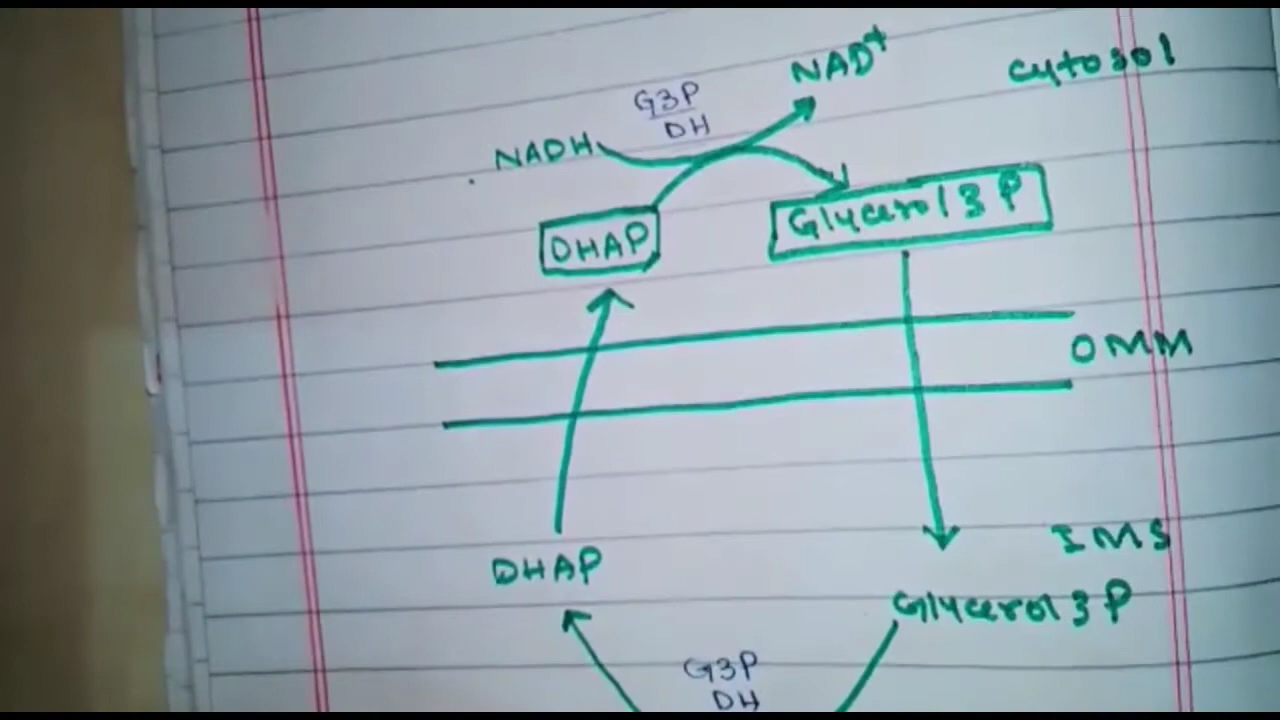 NAD+
cytosol
G3P
DH
NADH
DHAP
Glycerol 3 P
OMM
IMS
DHAP
Glycerol 3 P
G3P
DH